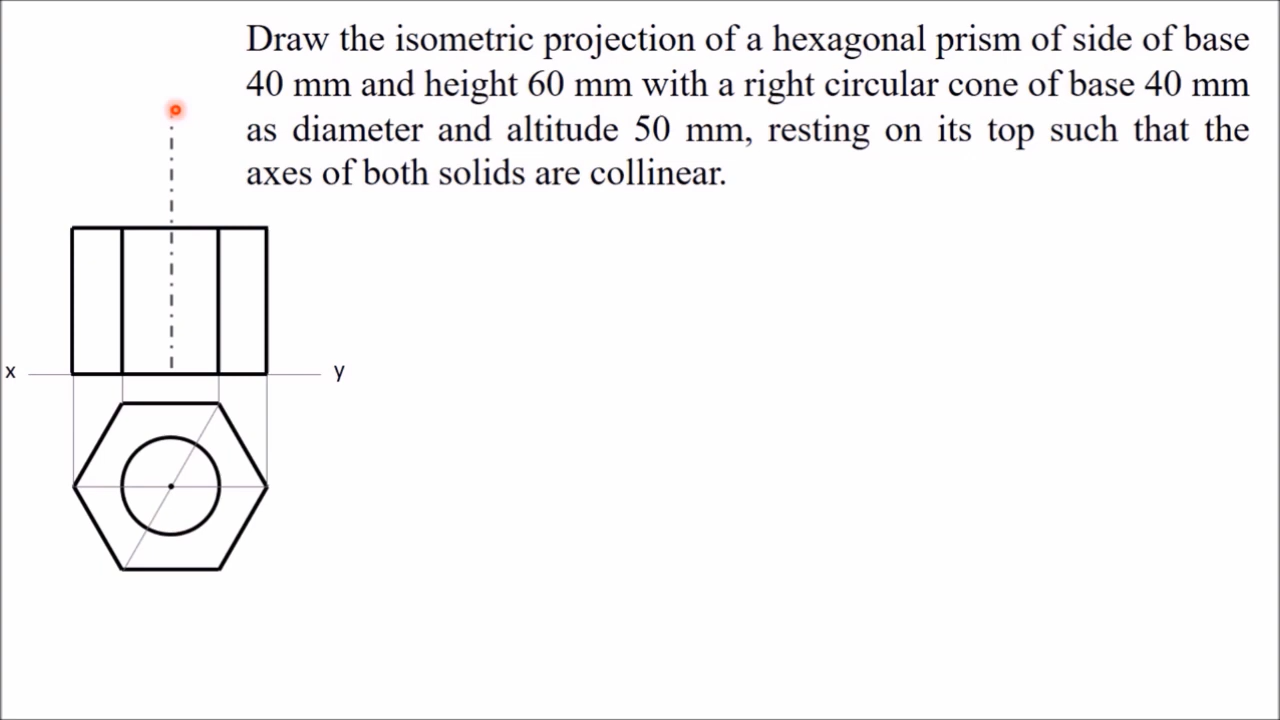 Draw the isometric projection of a hexagonal prism of side of base
40 mm and height 60 mm with a right circular cone of base 40 mm
as diameter and altitude 50 mm, resting on its top such that the
axes of both solids are collinear.
x
y